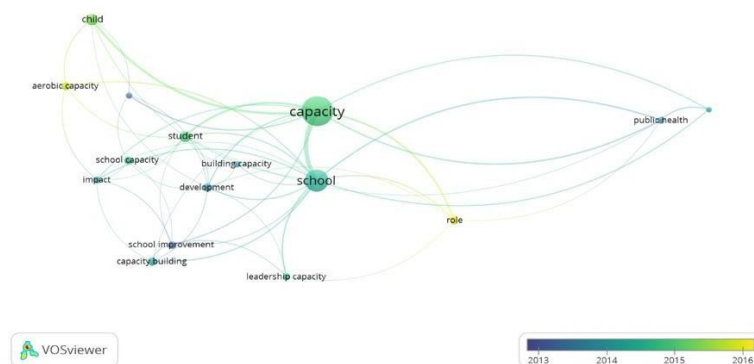 child
aerobic capacity
capacity
public health
student
school capacity
building capacity
impact
development
school
role
school improvement
capacity building
leadership capacity
VOSviewer
2013 2014 2015 2016